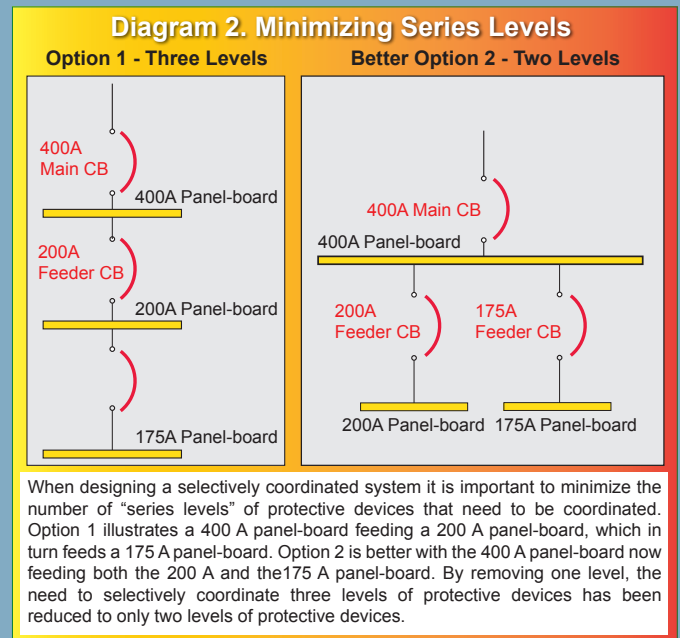 Diagram 2. Minimizing Series Levels
Option 1 - Three Levels
400A
Main CB
400A Panel-board
200A
Feeder CB
200A Panel-board
175A Panel-board
Better Option 2 - Two Levels
400A Main CB
400A Panel-board
200A
Feeder CB
175A
Feeder CB
200A Panel-board
175A Panel-board
When designing a selectively coordinated system it is important to minimize the
number of “series levels” of protective devices that need to be coordinated.
Option 1 illustrates a 400 A panel-board feeding a 200 A panel-board, which in
turn feeds a 175 A panel-board. Option 2 is better with the 400 A panel-board now
feeding both the 200 A and the175 A panel-board. By removing one level, the
need to selectively coordinate three levels of protective devices has been
reduced to only two levels of protective devices.